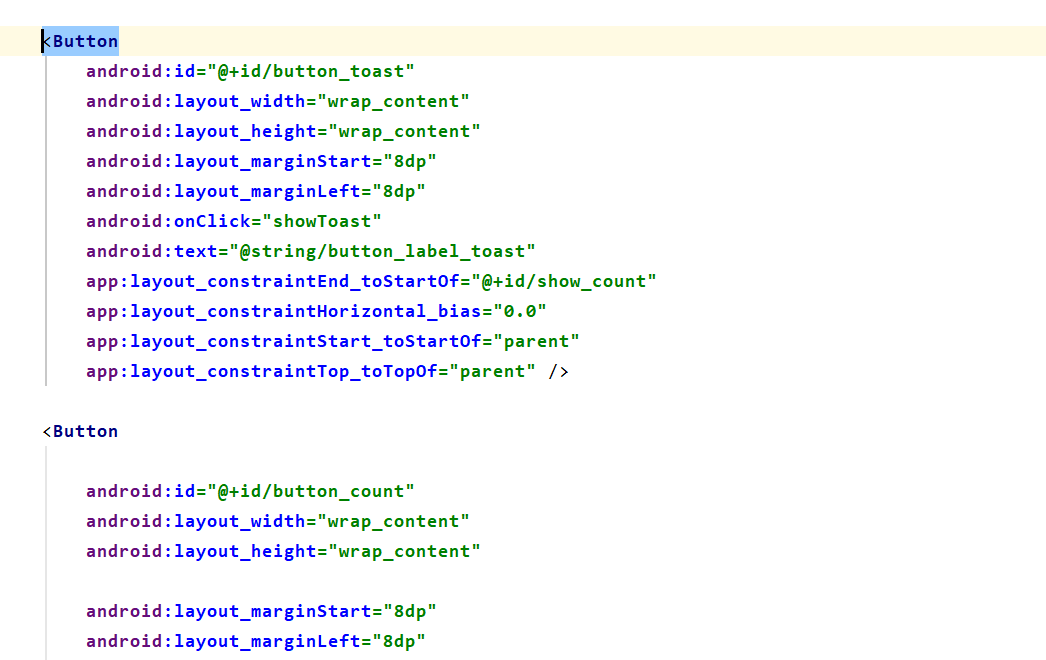 <Button
android:id="@+id/button_toast"
android:layout_width="wrap_content"
android:layout_height="wrap_content"
android:layout_marginStart="8dp"
android:layout_marginLeft="8dp"
android:onClick="showToast"
android:text="@string/button_label_toast"
app:layout_constraintEnd_toStartOf="@+id/show_count"
app:layout_constraintHorizontal_bias="0.0"
app:layout_constraintStart_toStartOf="parent"
app:layout_constraintTop_toTopOf="parent" />
<Button
android:id="@+id/button_count"
android:layout_width="wrap_content"
android:layout_height="wrap_content"
android:layout_marginStart="8dp"
android:layout_marginLeft="8dp"